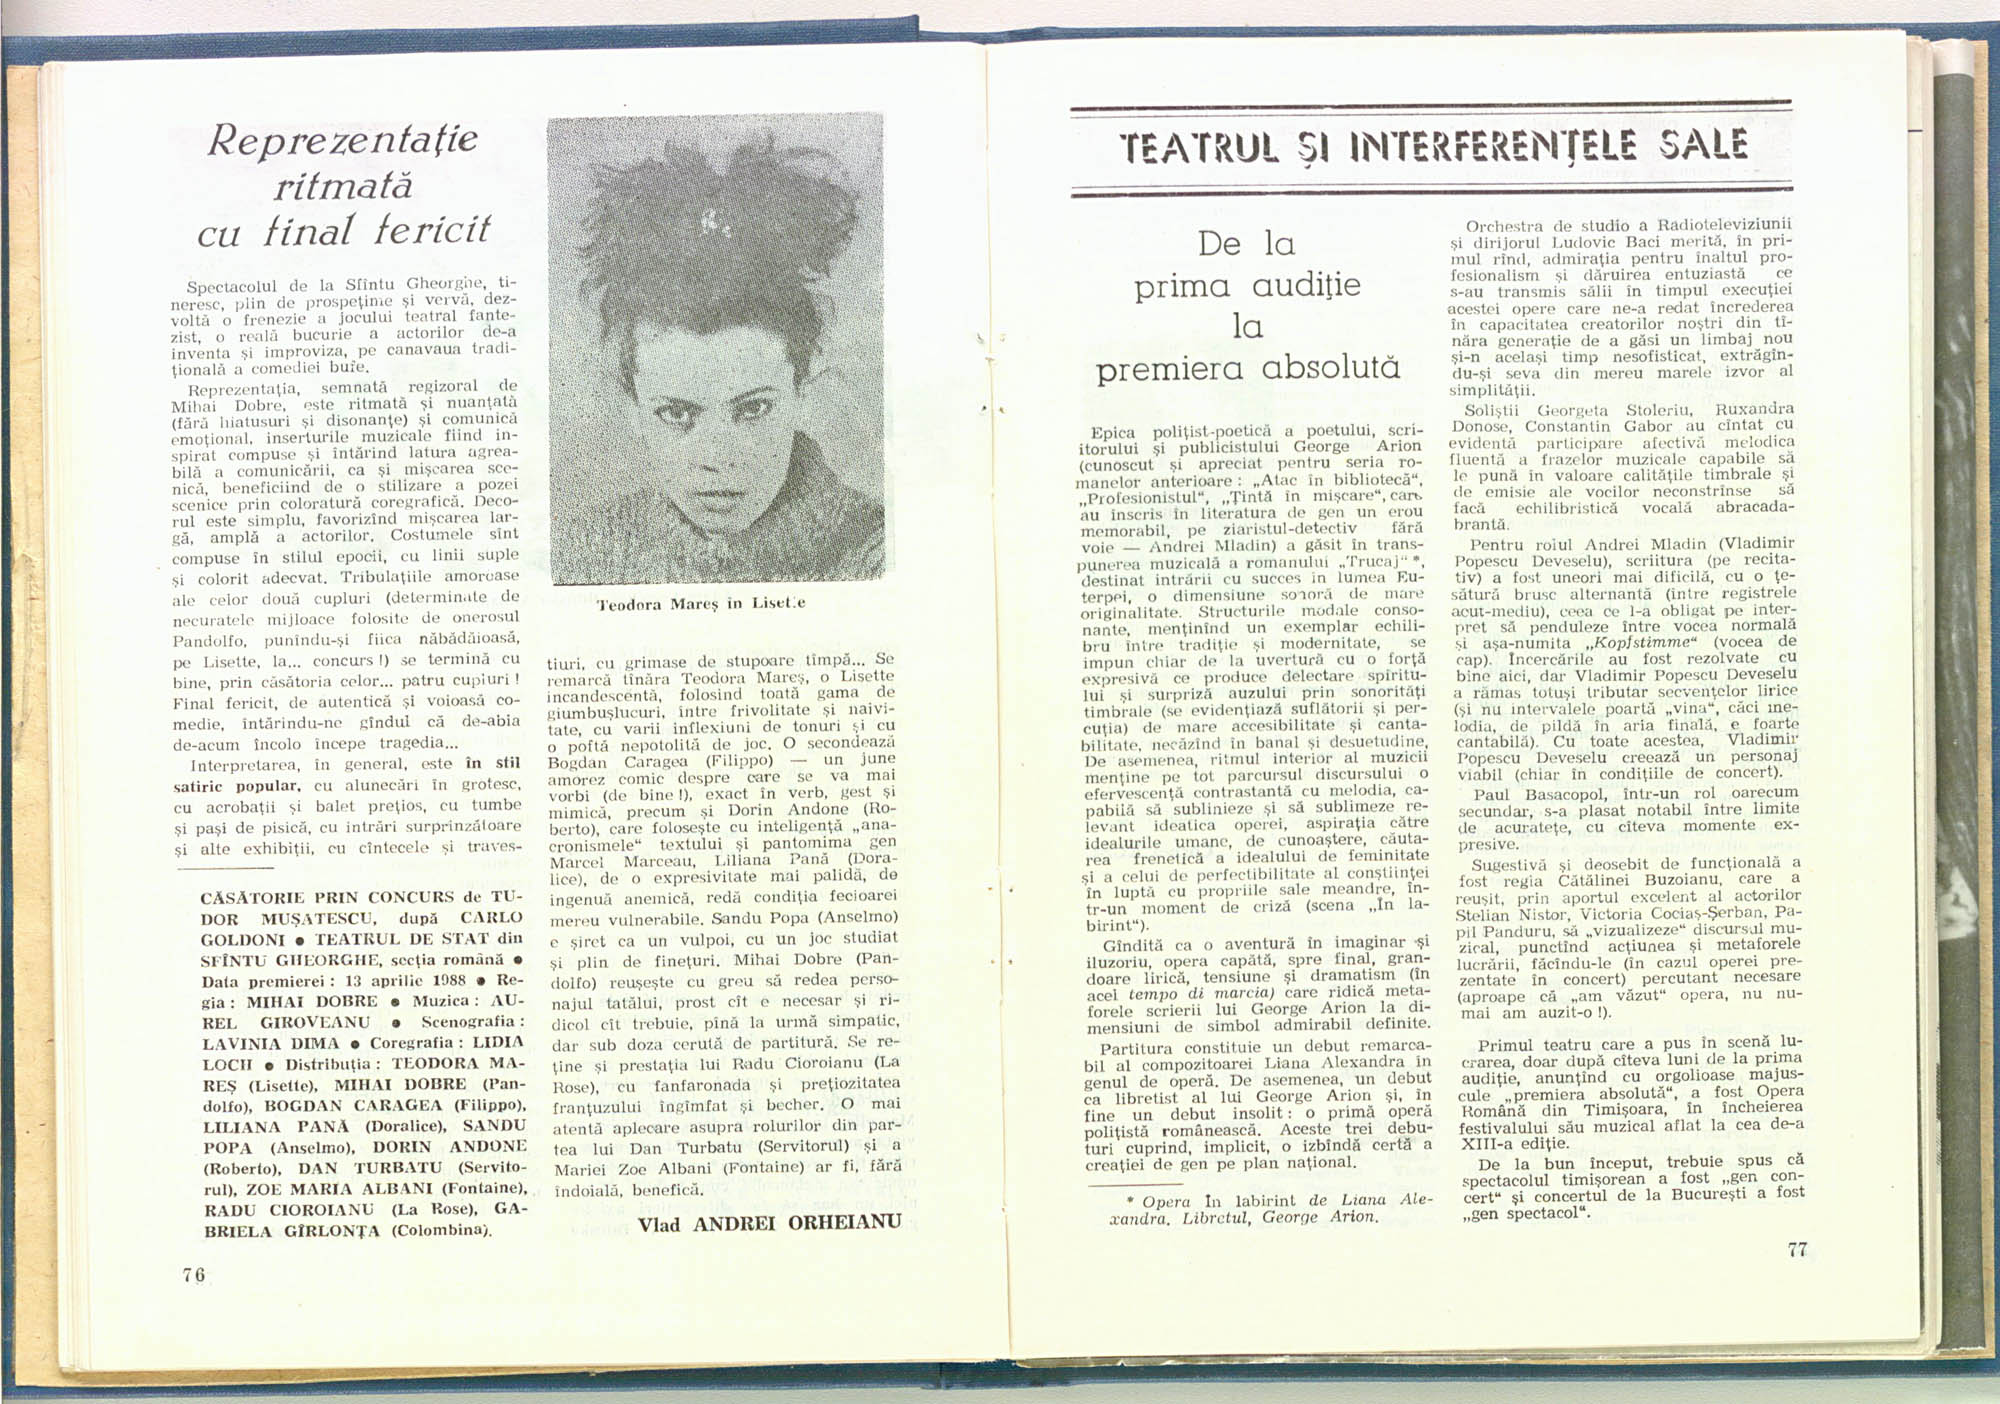 Reprezentație
ritmată
cu final fericit
Spectacolul de la Sfîntu Gheorghe, ti-
neresc, plin de prospețime și vervă, dez-
voltă o frenezie a jocului teatral fante-
zist, o reală bucurie a actorilor de-a
inventa și improviza, pe canavaua tradi-
țională a comediei bufe.
Reprezentația, semnată regizoral de
Mihai Dobre, este ritmată și nuanțată
(fără hiatusuri și disonanțe) și comunică
emoțional, inserturile muzicale fiind in-
spirat compuse și întărind latura agrea-
bilă a comunicării, ca și mișcarea sce-
nică, beneficiind de o stilizare a pozei
scenice prin coloratură coregrafică. Deco-
rul este simplu, favorizînd mișcarea lar-
gă, amplă a actorilor. Costumele sînt
compuse în stilul epocii, cu linii suple
și colorit adecvat. Tribulațiile amoroase
ale celor două cupluri (determinate de
necuratele mijloace folosite de onerosul
Pandolfo, punîndu-și fiica năbădăioasă,
pe Lisette, la... concurs !) se termină cu
bine, prin căsătoria celor... patru cupluri !
Final fericit, de autentică și voioasă co-
medie, întărindu-ne gîndul că de-abia
de-acum încolo începe tragedia...
Interpretarea, în general, este în stil
satiric popular, cu alunecări în grotesc,
cu acrobații și balet prețios, cu tumbe
și pași de pisică, cu intrări surprinzătoare
și alte exhibiții, cu cîntecele și traves-
CĂSĂTORIE PRIN CONCURS de TU-
DOR MUȘATESCU, după CARLO
GOLDONI ● TEATRUL DE STAT din
SFÎNTU GHEORGHE, secția română ●
Data premierei : 13 aprilie 1988 ● Re-
gia : MIHAI DOBRE ● Muzica : AU-
REL GIROVEANU ● Scenografia :
LAVINIA DIMA ● Coregrafia : LIDIA
LOCH ● Distribuția : TEODORA MA-
REȘ (Lisette), MIHAI DOBRE (Pan-
dolfo), BOGDAN CARAGEA (Filippo),
LILIANA PANĂ (Doralice), SANDU
POPA (Anselmo), DORIN ANDONE
(Roberto), DAN TURBATU (Servito-
rul), ZOE MARIA ALBANI (Fontaine),
RADU CIOROIANU (La Rose), GA-
BRIELA GÎRLONȚA (Colombina).
76
Teodora Mareș în Lisette
tiuri, cu grimase de stupoare tîmpă... Se
remarcă tînăra Teodora Mareș, o Lisette
incandescentă, folosind toată gama de
giumbușlucuri, între frivolitate și naivi-
tate, cu varii inflexiuni de tonuri și cu
o poftă nepotolită de joc. O secondează
Bogdan Caragea (Filippo) — un june
amorez comic despre care se va mai
vorbi (de bine !), exact în verb, gest și
mimică, precum și Dorin Andone (Ro-
berto), care folosește cu inteligență „ana-
cronismele“ textului și pantomima gen
Marcel Marceau, Liliana Pană (Dora-
lice), de o expresivitate mai palidă, de
ingenuă anemică, redă condiția fecioarei
mereu vulnerabile. Sandu Popa (Anselmo)
e șiret ca un vulpoi, cu un joc studiat
și plin de finețuri. Mihai Dobre (Pan-
dolfo) reușește cu greu să redea perso-
najul tatălui, prost cît e necesar și ri-
dicol cît trebuie, pînă la urmă simpatic,
dar sub doza cerută de partitură. Se re-
ține și prestația lui Radu Cioroianu (La
Rose), cu fanfaronada și prețiozitatea
franțuzului îngîmfat și becher. O mai
atentă aplecare asupra rolurilor din par-
tea lui Dan Turbatu (Servitorul) și a
Mariei Zoe Albani (Fontaine) ar fi, fără
îndoială, benefică.
Vlad ANDREI ORHEIANU
TEATRUL ȘI INTERFERENȚELE SALE
De la
prima audiție
la
premiera absolută
Epica polițist-poetică a poetului, scri-
itorului și publicistului George Arion
(cunoscut și apreciat pentru seria ro-
manelor anterioare : „Atac în bibliotecă“,
„Profesionistul“, „Țintă în mișcare“, care
au înscris în literatura de gen un erou
memorabil, pe ziaristul-detectiv fără
voie — Andrei Mladin) a găsit în trans-
punerea muzicală a romanului „Trucaj“ *,
destinat intrării cu succes în lumea Eu-
terpei, o dimensiune sonoră de mare
originalitate. Structurile modale conso-
nante, menținînd un exemplar echili-
bru între tradiție și modernitate, se
impun chiar de la uvertură cu o forță
expresivă ce produce delectare spiritu-
lui și surpriză auzului prin sonorități
timbrale (se evidențiază suflătorii și per-
cuția) de mare accesibilitate și canta-
bilitate, necăzînd în banal și desuetudine.
De asemenea, ritmul interior al muzicii
menține pe tot parcursul discursului o
efervescență contrastantă cu melodia, ca-
pabilă să sublinieze și să sublimeze re-
levant ideatica operei, aspirația către
idealurile umane, de cunoaștere, căuta-
rea frenetică a idealului de feminitate
și a celui de perfectibilitate al conștiinței
în luptă cu propriile sale meandre, în-
tr-un moment de criză (scena „În la-
birint“).
Gîndită ca o aventură în imaginar și
iluzoriu, opera capătă, spre final, gran-
doare lirică, tensiune și dramatism (în
acel tempo di marcia) care ridică meta-
forele scrierii lui George Arion la di-
mensiuni de simbol admirabil definite.
Partitura constituie un debut remarca-
bil al compozitoarei Liana Alexandra în
genul de operă. De asemenea, un debut
ca libretist al lui George Arion și, în
fine un debut insolit : o primă operă
polițistă românească. Aceste trei debu-
turi cuprind, implicit, o izbîndă certă a
creației de gen pe plan național.
* Opera În labirint de Liana Ale-
xandra. Libretul, George Arion.
Orchestra de studio a Radioteleviziunii
și dirijorul Ludovic Baci merită, în pri-
mul rînd, admirația pentru înaltul pro-
fesionalism și dăruirea entuziastă ce
s-au transmis sălii în timpul execuției
acestei opere care ne-a redat încrederea
în capacitatea creatorilor noștri din tî-
năra generație de a găsi un limbaj nou
și-n același timp nesofisticat, extrăgîn-
du-și seva din mereu marele izvor al
simplității.
Soliștii Georgeta Stoleriu, Ruxandra
Donose, Constantin Gabor au cîntat cu
evidentă participare afectivă melodica
fluentă a frazelor muzicale capabile să
le pună în valoare calitățile timbrale și
de emisie ale vocilor neconstrînse să
facă echilibristică vocală abracada-
brantă.
Pentru rolul Andrei Mladin (Vladimir
Popescu Deveselu), scriitura (pe recita-
tiv) a fost uneori mai dificilă, cu o țe-
sătură brusc alternantă (între registrele
acut-mediu), ceea ce l-a obligat pe inter-
pret să penduleze între vocea normală
și așa-numita „Kopfstimme“ (vocea de
cap). Încercările au fost rezolvate cu
bine aici, dar Vladimir Popescu Deveselu
a rămas totuși tributar secvențelor lirice
(și nu intervalele poartă „vina“, căci me-
lodia, de pildă în aria finală, e foarte
cantabilă). Cu toate acestea, Vladimir
Popescu Deveselu creează un personaj
viabil (chiar în condițiile de concert).
Paul Basacopol, într-un rol oarecum
secundar, s-a plasat notabil între limite
de acuratețe, cu cîteva momente ex-
presive.
Sugestivă și deosebit de funcțională a
fost regia Cătălinei Buzoianu, care a
reușit, prin aportul excelent al actorilor
Stelian Nistor, Victoria Cociaș-Șerban, Pa-
pil Panduru, să „vizualizeze“ discursul mu-
zical, punctînd acțiunea și metaforele
lucrării, făcîndu-le (în cazul operei pre-
zentate în concert) percutant necesare
(aproape că „am văzut“ opera, nu nu-
mai am auzit-o !).
Primul teatru care a pus în scenă lu-
crarea, doar după cîteva luni de la prima
audiție, anunțînd cu orgolioase majus-
cule „premiera absolută“, a fost Opera
Română din Timișoara, în încheierea
festivalului său muzical aflat la cea de-a
XIII-a ediție.
De la bun început, trebuie spus că
spectacolul timișorean a fost „gen con-
cert“ și concertul de la București a fost
„gen spectacol“.
77